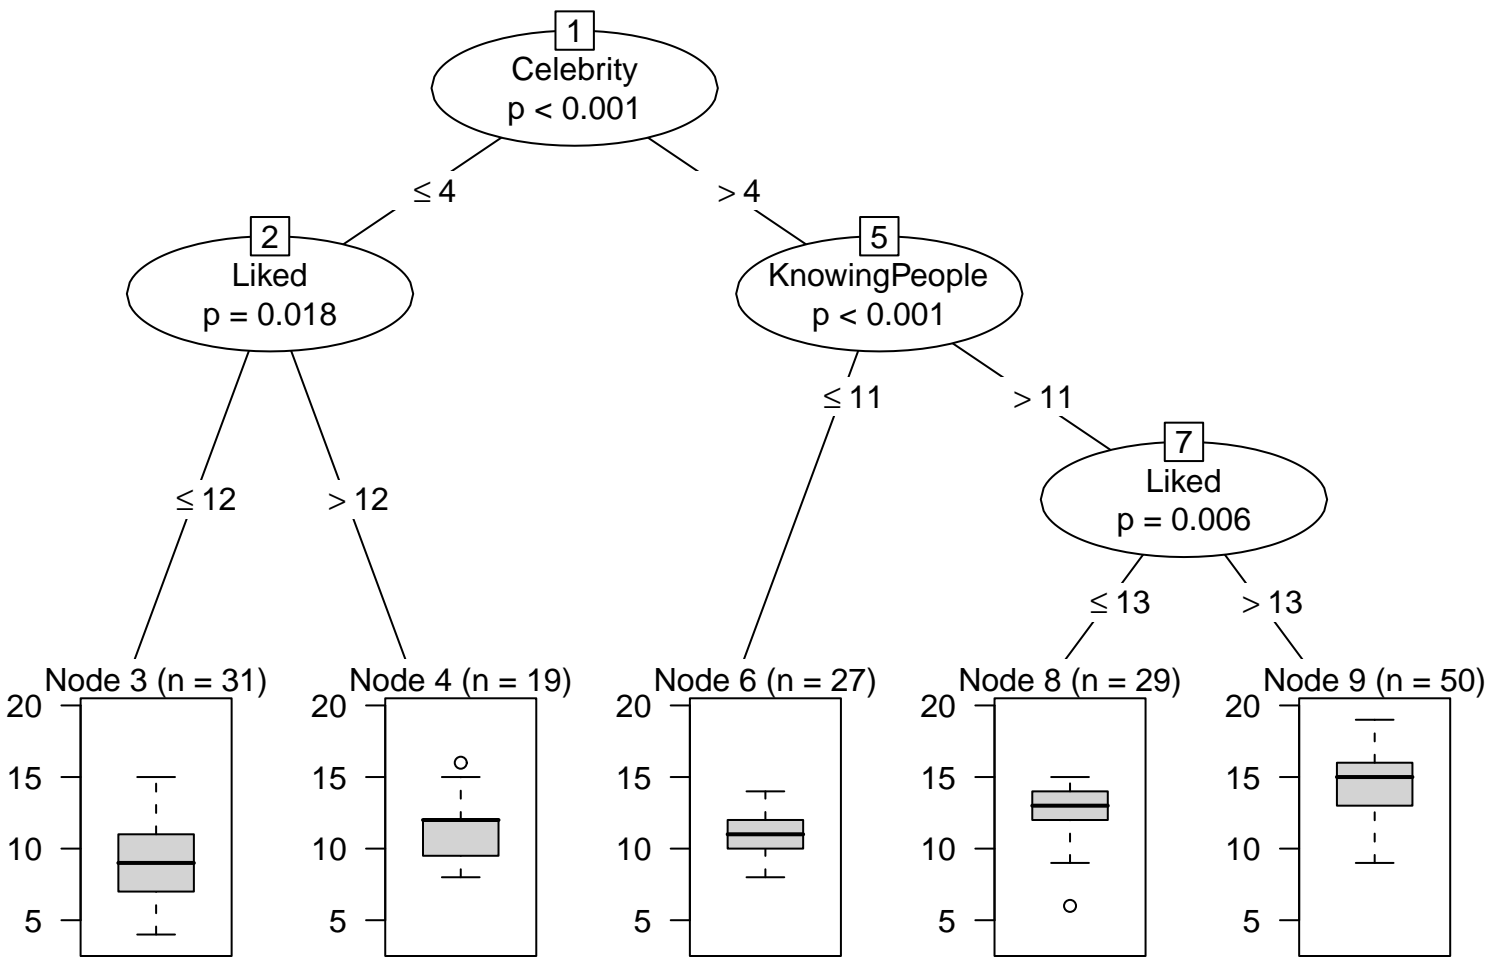 1
Celebrity
p < 0.001
≤ 4
> 4
2
Liked
p = 0.018
5
KnowingPeople
p < 0.001
≤ 11
> 11
7
Liked
p = 0.006
≤ 12
> 12
≤ 13
> 13
Node 3 (n = 31)
20
15
10
5
Node 4 (n = 19)
20
15
10
5
Node 6 (n = 27)
20
15
10
5
Node 8 (n = 29)
20
15
10
5
Node 9 (n = 50)
20
15
10
5